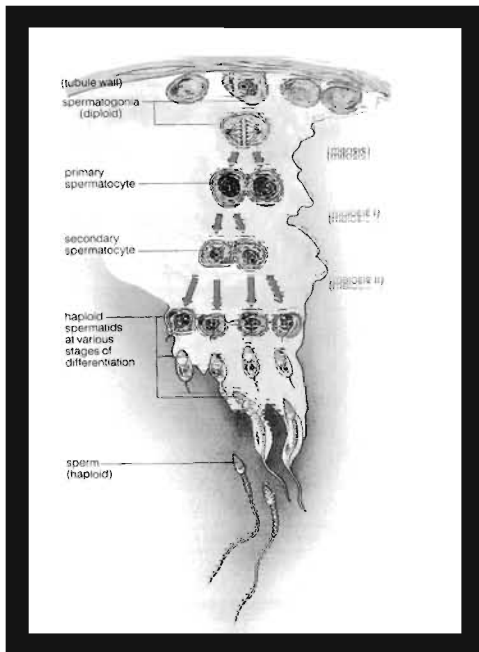 (tubule wall)
spermatogonia
(diploid)
(mitosis)
primary
spermatocyte
(meiosis I)
secondary
spermatocyte
(meiosis II)
haploid
spermatids
at various
stages of
differentiation
sperm
(haploid)